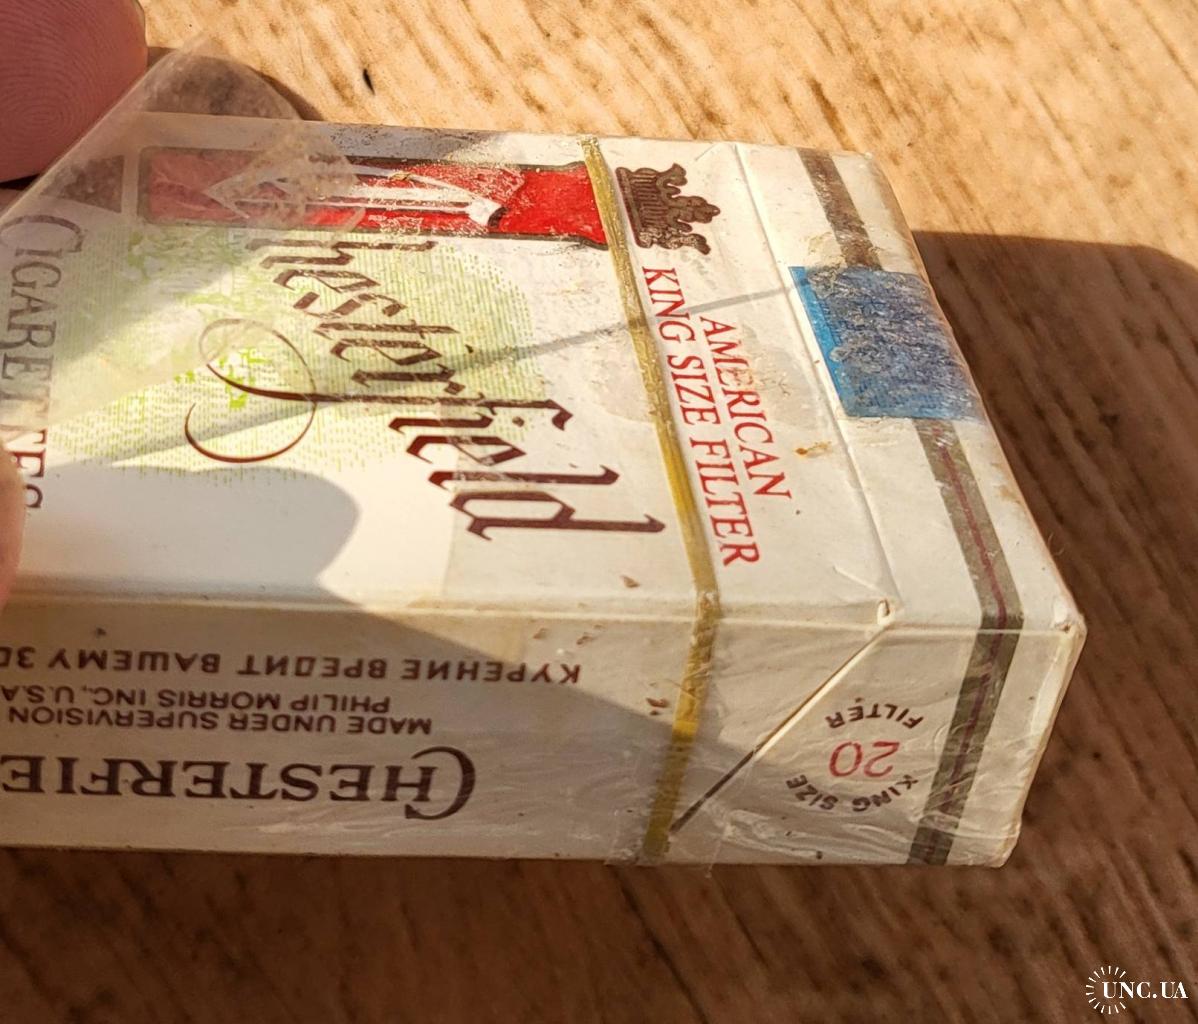 Chesterfield
CIGARETTES
AMERICAN
KING SIZE FILTER
КУРЕНИЕ ВРЕДИТ ВАШЕМУ ЗД
MADE UNDER SUPERVISION
PHILIP MORRIS INC., U.S.A
CHESTERFIE
KING SIZE
20
FILTER
UNC.UA